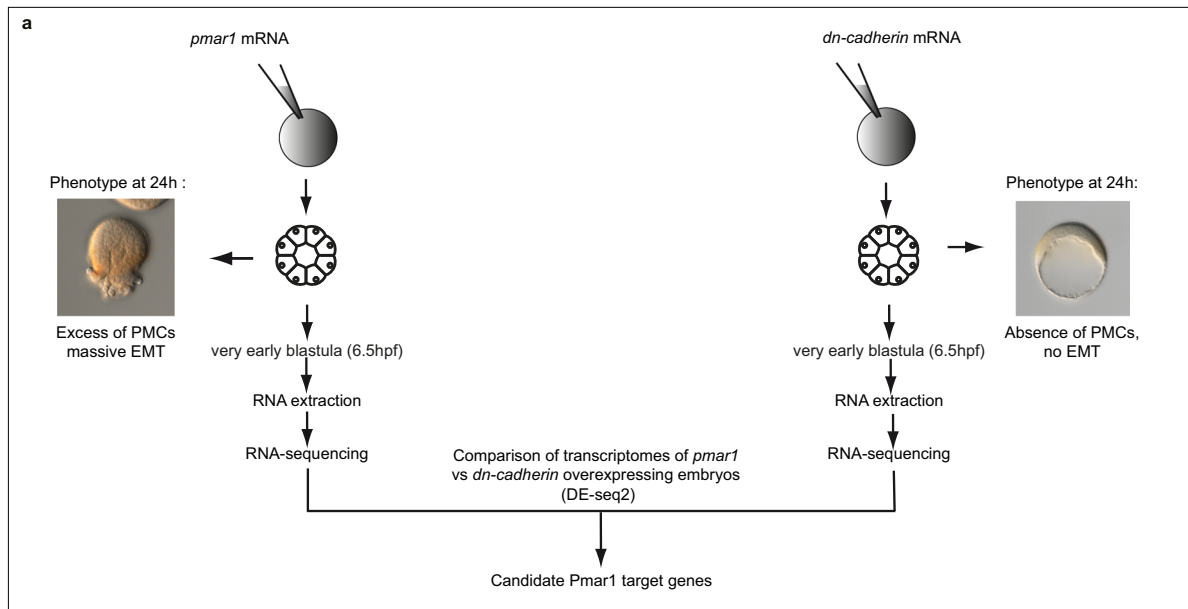 a
pmar1 mRNA
Phenotype at 24h :
Excess of PMCs
massive EMT
very early blastula (6.5hpf)
RNA extraction
RNA-sequencing
dn-cadherin mRNA
Phenotype at 24h:
Absence of PMCs,
no EMT
very early blastula (6.5hpf)
RNA extraction
RNA-sequencing
Comparison of transcriptomes of pmar1
vs dn-cadherin overexpressing embryos
(DE-seq2)
Candidate Pmar1 target genes